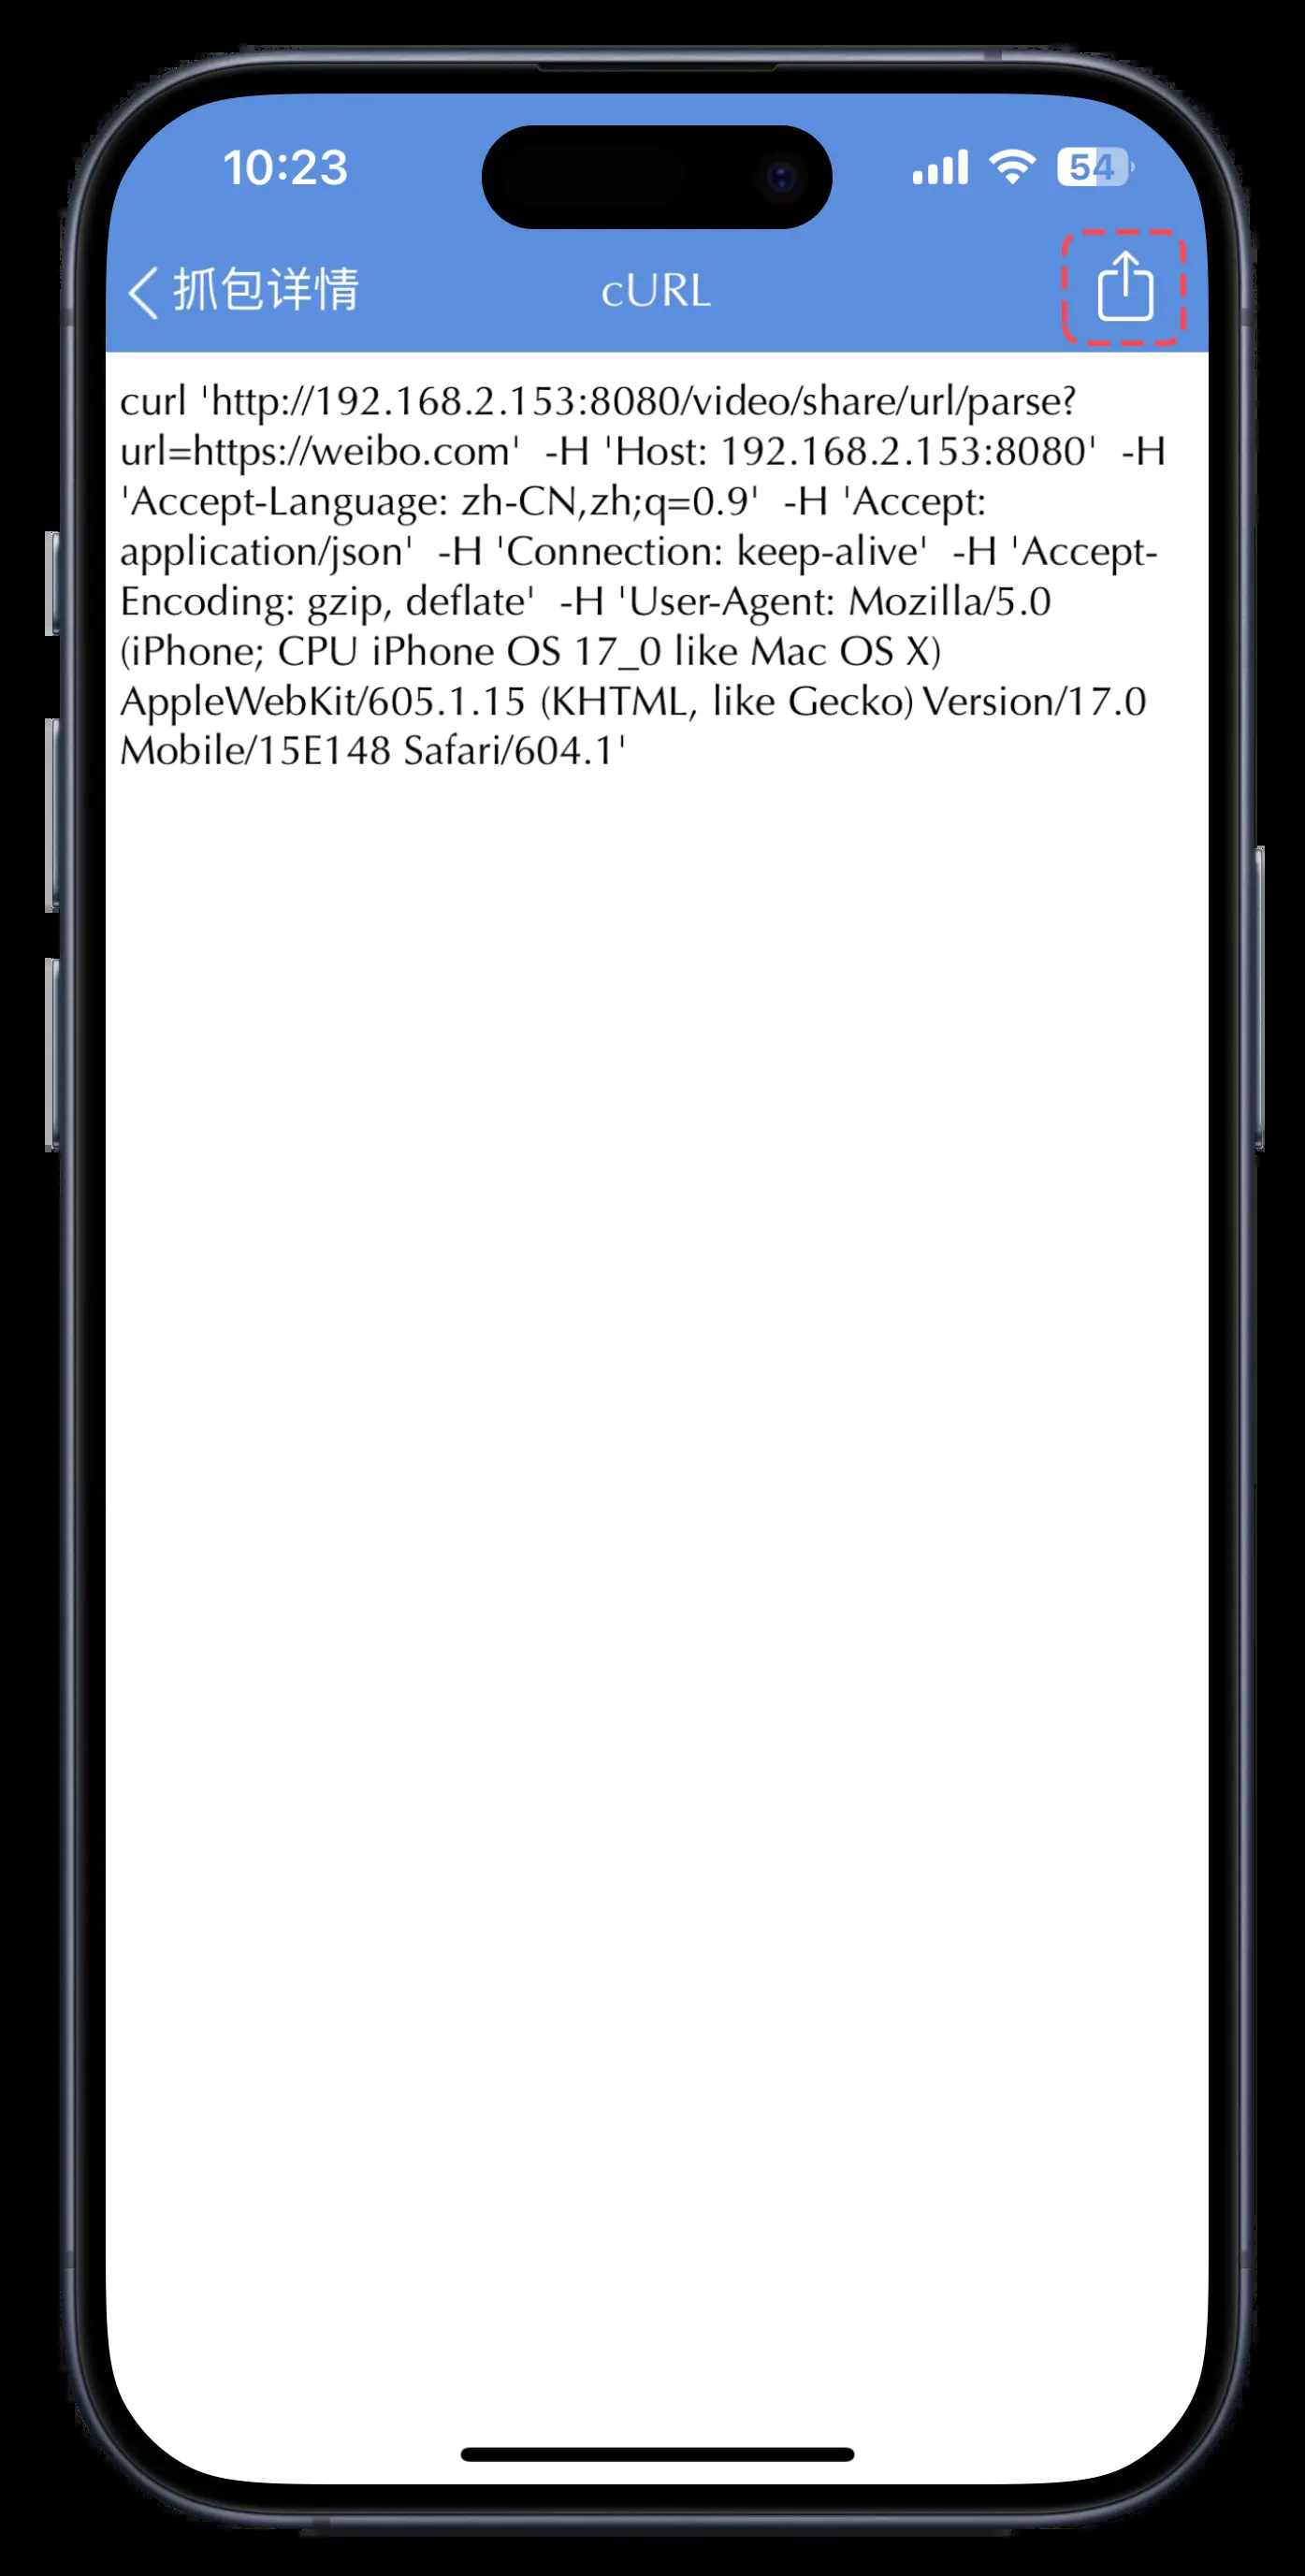 10:23
54
抓包详情
cURL
curl 'http://192.168.2.153:8080/video/share/url/parse?
url=https://weibo.com'  -H 'Host: 192.168.2.153:8080'  -H
'Accept-Language: zh-CN,zh;q=0.9'  -H 'Accept:
application/json'  -H 'Connection: keep-alive'  -H 'Accept-
Encoding: gzip, deflate'  -H 'User-Agent: Mozilla/5.0
(iPhone; CPU iPhone OS 17_0 like Mac OS X)
AppleWebKit/605.1.15 (KHTML, like Gecko) Version/17.0
Mobile/15E148 Safari/604.1'